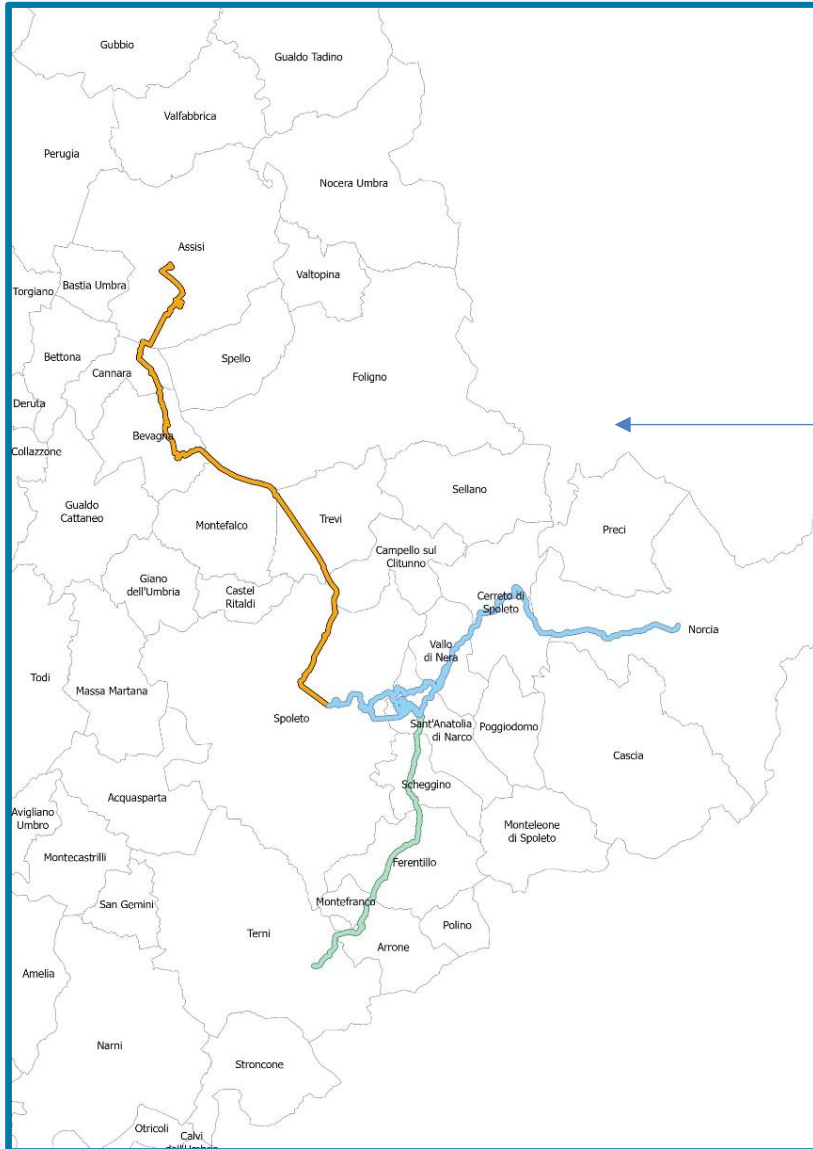 Gubbio
Gualdo Tadino
Valfabbrica
Perugia
Nocera Umbra
Assisi
Valtopina
Bastia Umbra
Torgiano
Bettona
Spello
Cannara
Foligno
Deruta
Bevagna
Collazzone
Sellano
Gualdo
Cattaneo
Trevi
Montefalco
Preci
Campello sul
Clitunno
Giano
dell'Umbria
Castel
Ritaldi
Cerreto di
Spoleto
Norcia
Vallo
di Nera
Todi
Massa Martana
Spoleto
Sant'Anatolia
di Narco
Poggiodomo
Cascia
Scheggino
Acquasparta
Avigliano
Umbro
Monteleone
di Spoleto
Montecastrilli
Ferentillo
San Gemini
Montefranco
Polino
Terni
Arrone
Amelia
Narni
Stroncone
Otricoli
Calvi
dell'Umbria